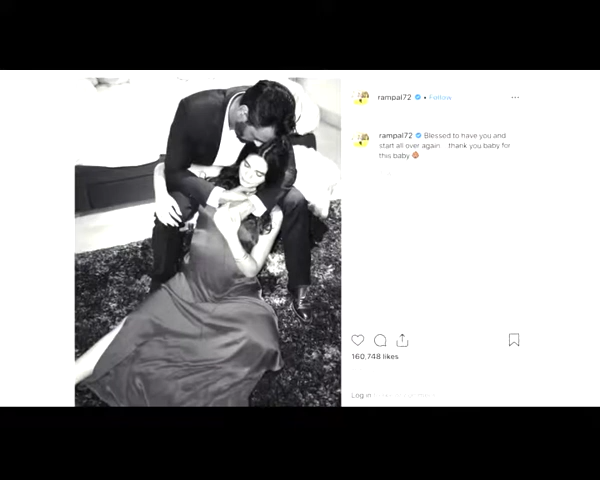 rampal72 • Follow
rampal72 Blessed to have you and
start all over again thank you baby for
this baby
160,748 likes
Log in